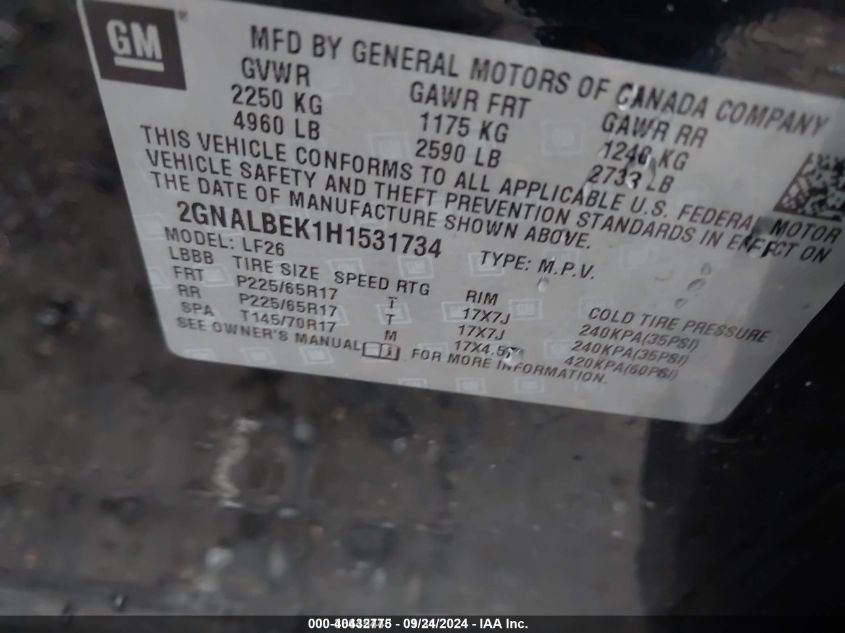 GM
MFD BY GENERAL MOTORS OF CANADA COMPANY
GVWR GAWR FRT GAWR RR
2250 KG 1175 KG 1240 KG
4960 LB 2590 LB 2733 LB
THIS VEHICLE CONFORMS TO ALL APPLICABLE U.S. FEDERAL MOTOR
VEHICLE SAFETY AND THEFT PREVENTION STANDARDS IN EFFECT ON
THE DATE OF MANUFACTURE SHOWN ABOVE.
2GNALBEK1H1531734 TYPE: M.P.V.
MODEL: LF26
LBBB TIRE SIZE SPEED RTG RIM COLD TIRE PRESSURE
FRT P225/65R17 T 17X7J 240KPA(35PSI)
RR P225/65R17 T 17X7J 240KPA(35PSI)
SPA T145/70R17 M 420KPA(60PSI)
SEE OWNER'S MANUAL FOR MORE INFORMATION.
09/24/2024 - IAA Inc.